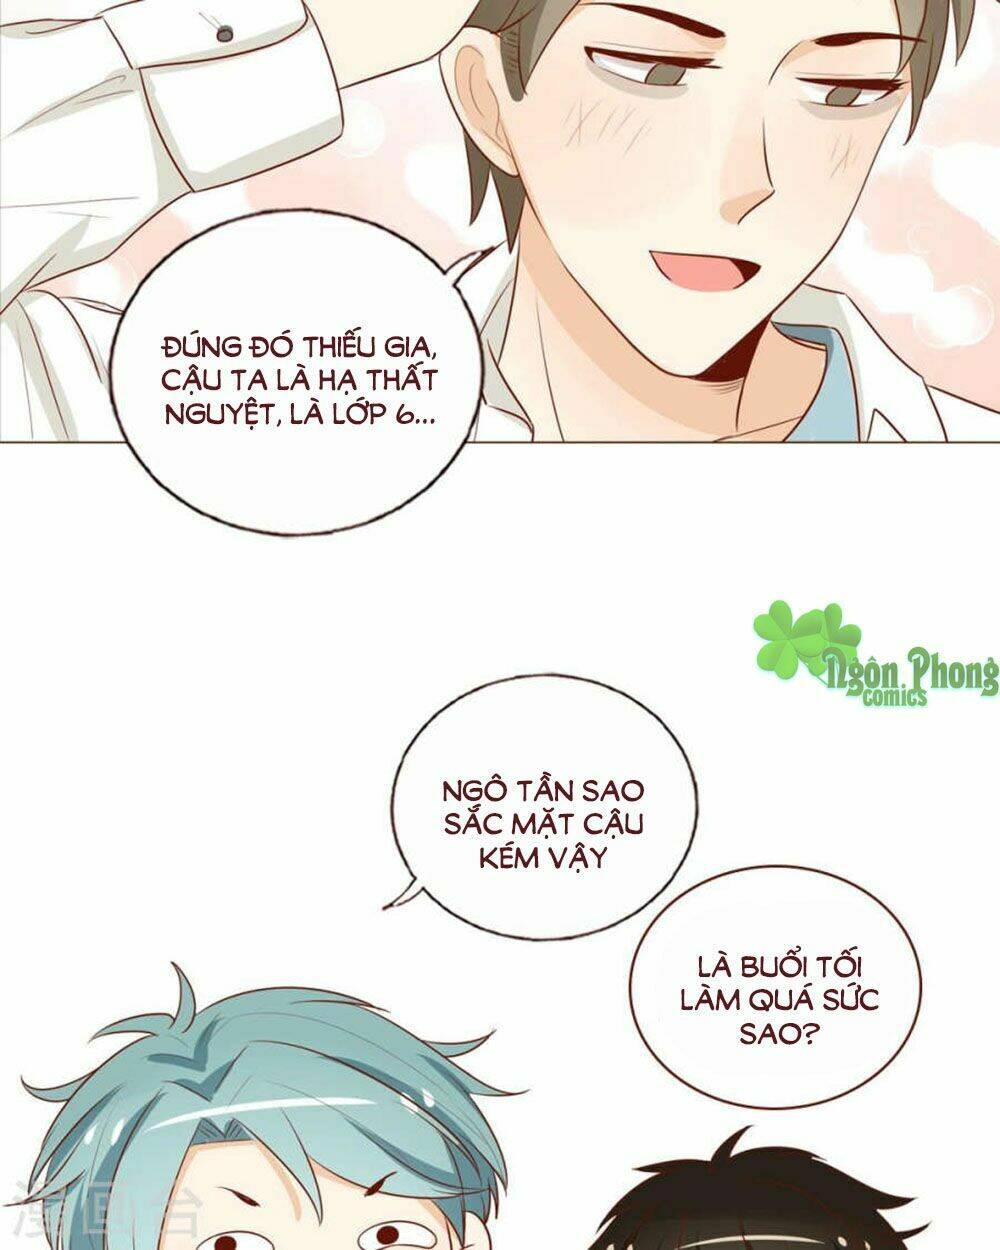 ĐÚNG ĐÓ THIẾU GIA,
CẬU TA LÀ HẠ THẤT
NGUYỆT, LÀ LỚP 6...
Ngôn Phong
comics
NGÔ TẦN SAO
SẮC MẶT CẬU
KÉM VẬY
LÀ BUỔI TỐI
LÀM QUÁ SỨC
SAO?
漫画台